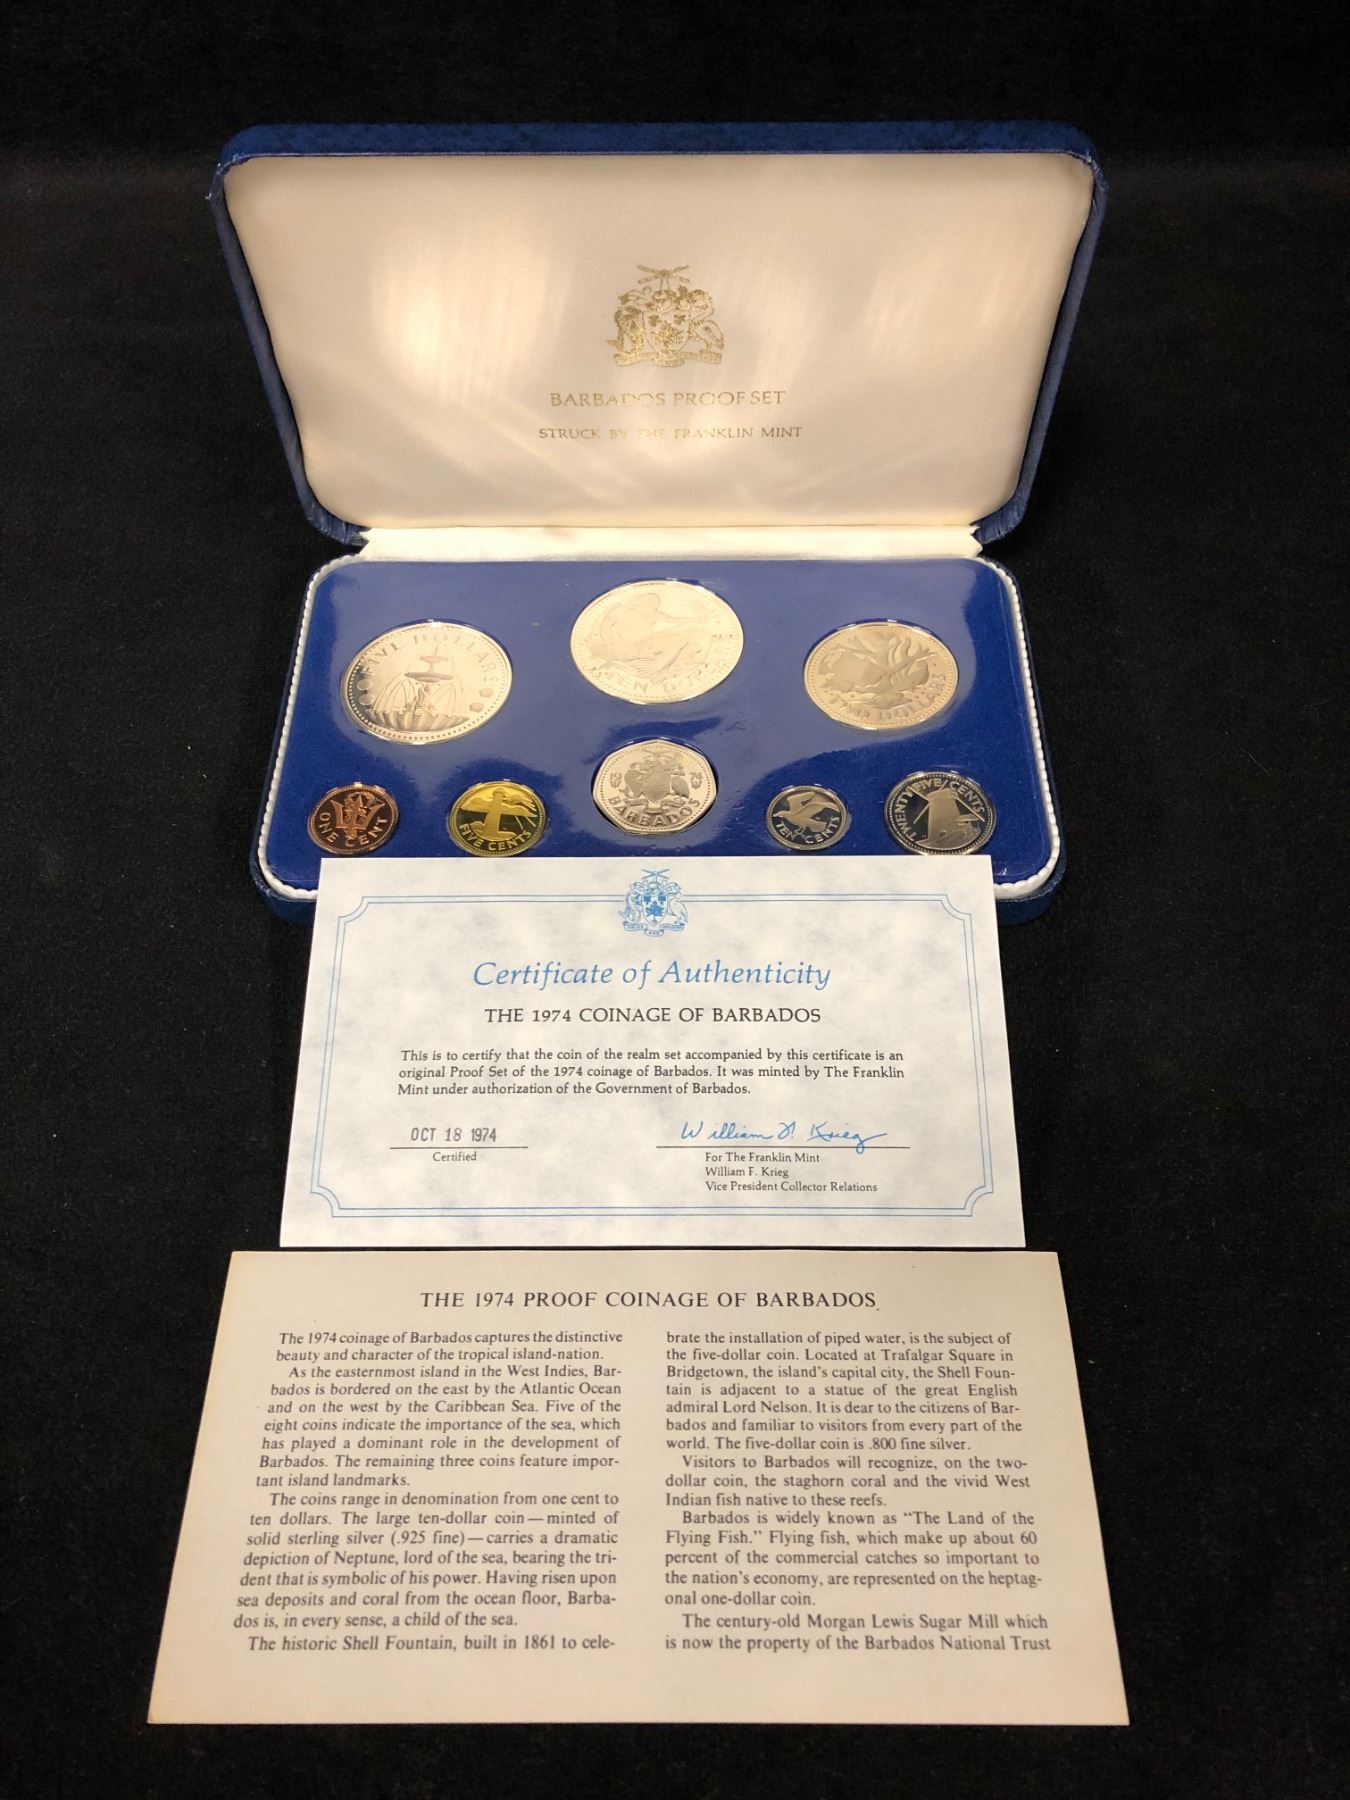 BARBADOS PROOF SET
STRUCK BY THE FRANKLIN MINT
FIVE DOLLARS
TEN
TWO DOLLARS
ONE CENT
FIVE CENTS
19 74
BARBADOS
TEN CENTS
TWENTY FIVE CENTS
Certificate of Authenticity
THE 1974 COINAGE OF BARBADOS
This is to certify that the coin of the realm set accompanied by this certificate is an
original Proof Set of the 1974 coinage of Barbados. It was minted by The Franklin
Mint under authorization of the Government of Barbados.
OCT 18 1974
Certified
William F. Krieg
For The Franklin Mint
William F. Krieg
Vice President Collector Relations
THE 1974 PROOF COINAGE OF BARBADOS
The 1974 coinage of Barbados captures the distinctive
beauty and character of the tropical island-nation.
As the easternmost island in the West Indies, Bar-
bados is bordered on the east by the Atlantic Ocean
and on the west by the Caribbean Sea. Five of the
eight coins indicate the importance of the sea, which
has played a dominant role in the development of
Barbados. The remaining three coins feature impor-
tant island landmarks.
The coins range in denomination from one cent to
ten dollars. The large ten-dollar coin — minted of
solid sterling silver (.925 fine) — carries a dramatic
depiction of Neptune, lord of the sea, bearing the tri-
dent that is symbolic of his power. Having risen upon
sea deposits and coral from the ocean floor, Barba-
dos is, in every sense, a child of the sea.
The historic Shell Fountain, built in 1861 to cele-
brate the installation of piped water, is the subject of
the five-dollar coin. Located at Trafalgar Square in
Bridgetown, the island's capital city, the Shell Foun-
tain is adjacent to a statue of the great English
admiral Lord Nelson. It is dear to the citizens of Bar-
bados and familiar to visitors from every part of the
world. The five-dollar coin is .800 fine silver.
Visitors to Barbados will recognize, on the two-
dollar coin, the staghorn coral and the vivid West
Indian fish native to these reefs.
Barbados is widely known as "The Land of the
Flying Fish." Flying fish, which make up about 60
percent of the commercial catches so important to
the nation's economy, are represented on the heptag-
onal one-dollar coin.
The century-old Morgan Lewis Sugar Mill which
is now the property of the Barbados National Trust